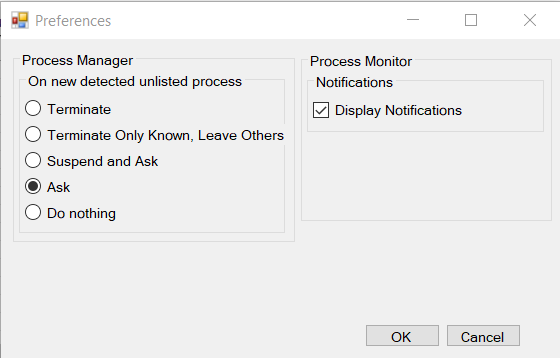 Preferences
Process Manager
On new detected unlisted process
Terminate
Terminate Only Known, Leave Others
Suspend and Ask
Ask
Do nothing
Process Monitor
Notifications
Display Notifications
OK
Cancel